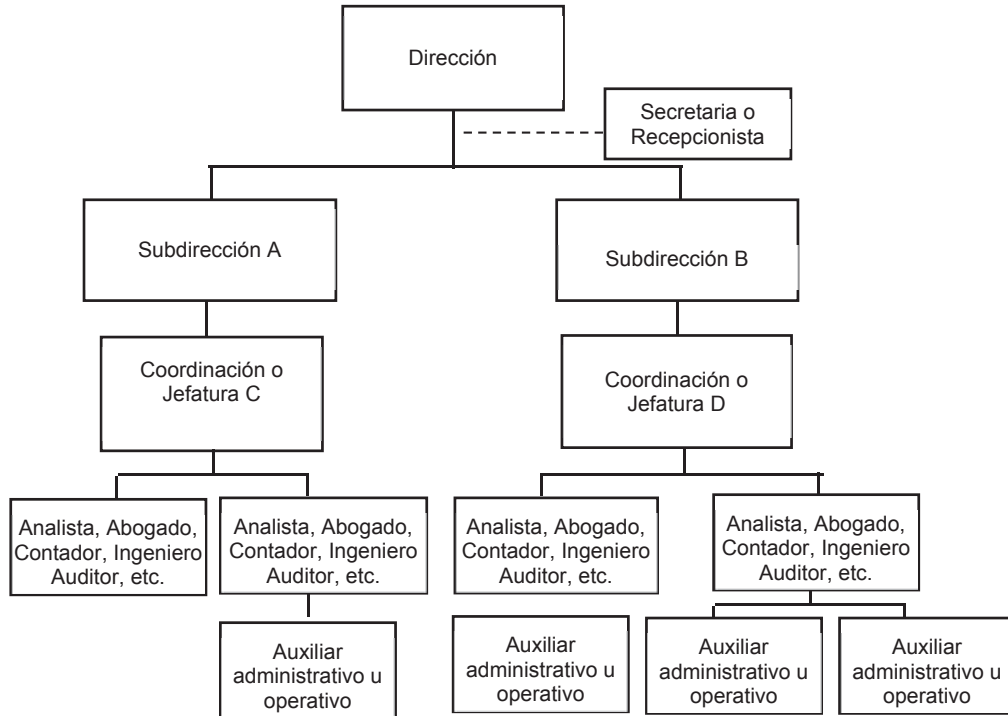 Dirección
Secretaria o
Recepcionista
Subdirección A
Subdirección B
Coordinación o
Jefatura C
Coordinación o
Jefatura D
Analista, Abogado,
Contador, Ingeniero
Auditor, etc.
Analista, Abogado,
Contador, Ingeniero
Auditor, etc.
Analista, Abogado,
Contador, Ingeniero
Auditor, etc.
Analista, Abogado,
Contador, Ingeniero
Auditor, etc.
Auxiliar
administrativo u
operativo
Auxiliar
administrativo u
operativo
Auxiliar
administrativo u
operativo
Auxiliar
administrativo u
operativo